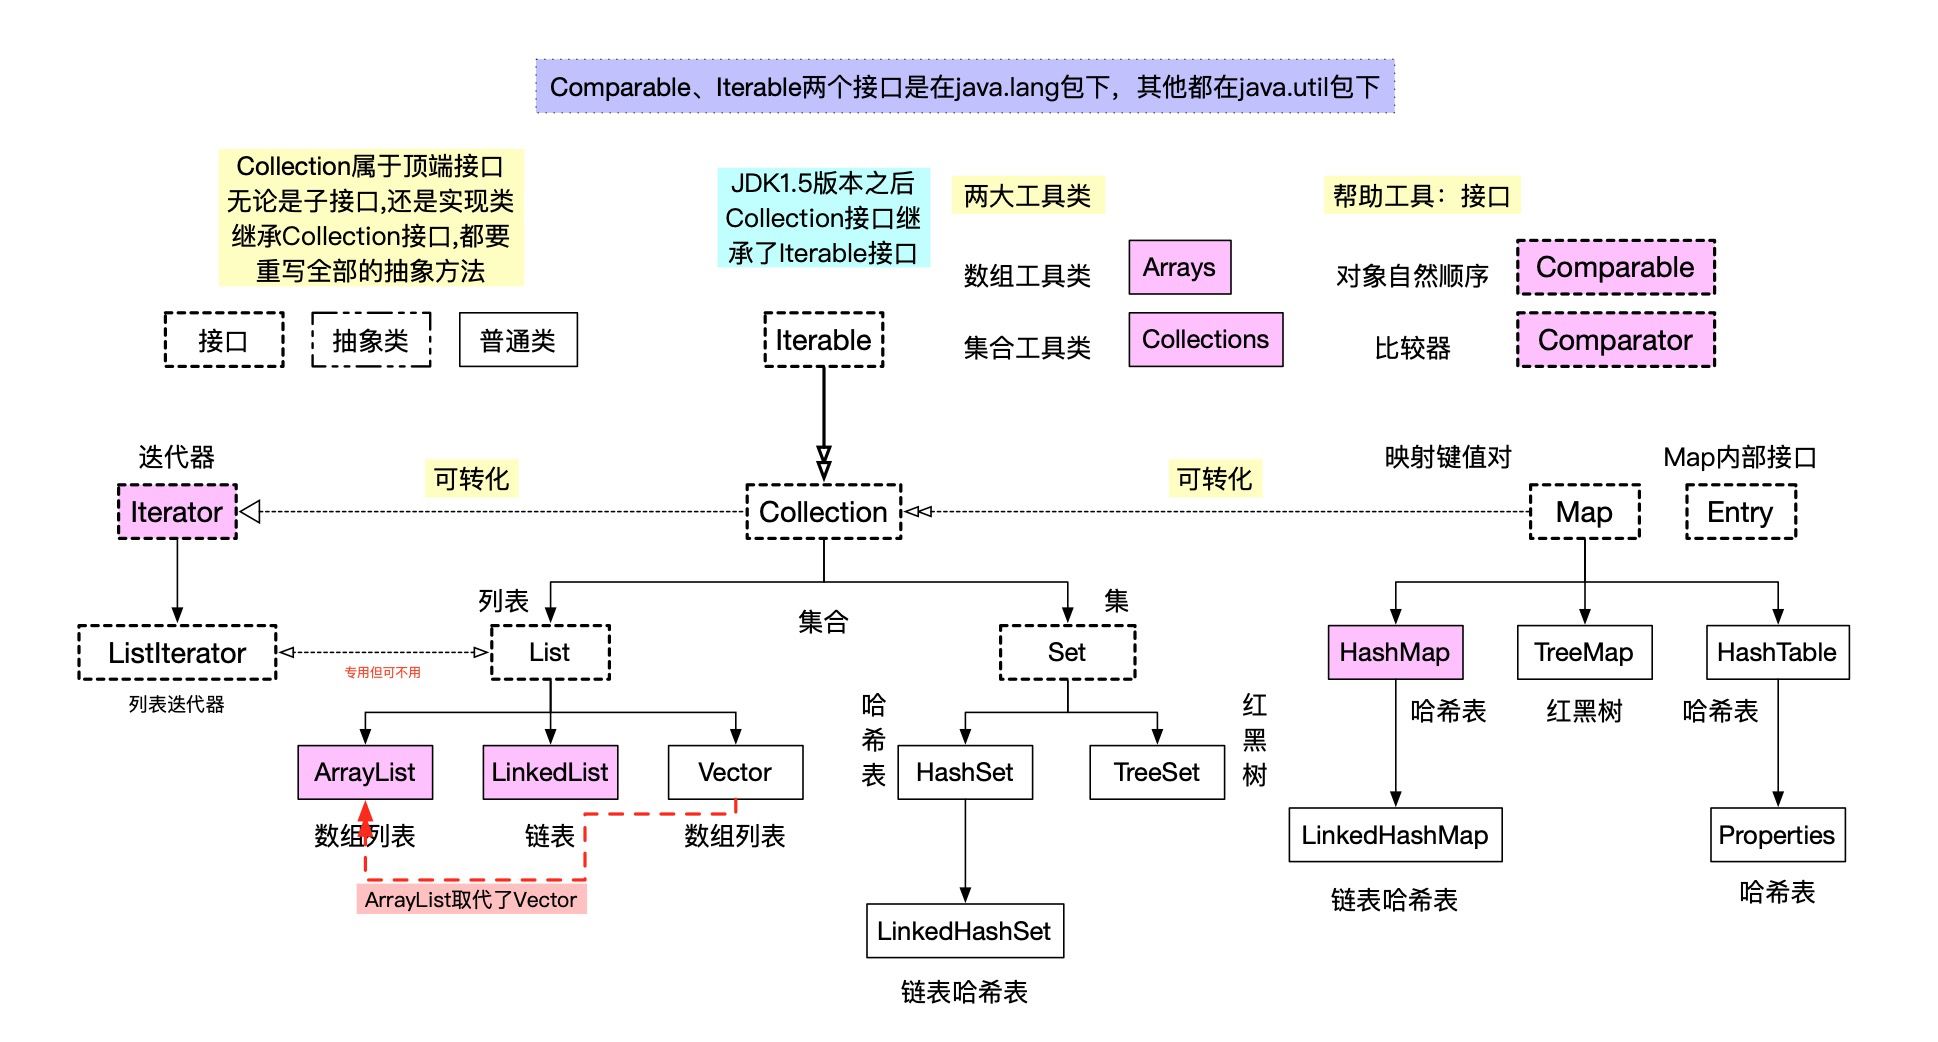 Comparable、Iterable两个接口是在java.lang包下，其他都在java.util包下
Collection属于顶端接口
无论是子接口,还是实现类
继承Collection接口,都要
重写全部的抽象方法
JDK1.5版本之后
Collection接口继
承了Iterable接口
两大工具类
帮助工具：接口
数组工具类
Arrays
对象自然顺序
Comparable
接口
抽象类
普通类
Iterable
集合工具类
Collections
比较器
Comparator
迭代器
可转化
可转化
映射键值对
Map内部接口
Iterator
Collection
Map
Entry
列表
集合
集
ListIterator
专用但可不用
List
Set
HashMap
TreeMap
HashTable
列表迭代器
哈希表
红黑树
哈希表
红黑树
哈希表
ArrayList
LinkedList
Vector
HashSet
TreeSet
数组列表
链表
数组列表
LinkedHashMap
Properties
ArrayList取代了Vector
链表哈希表
哈希表
LinkedHashSet
链表哈希表